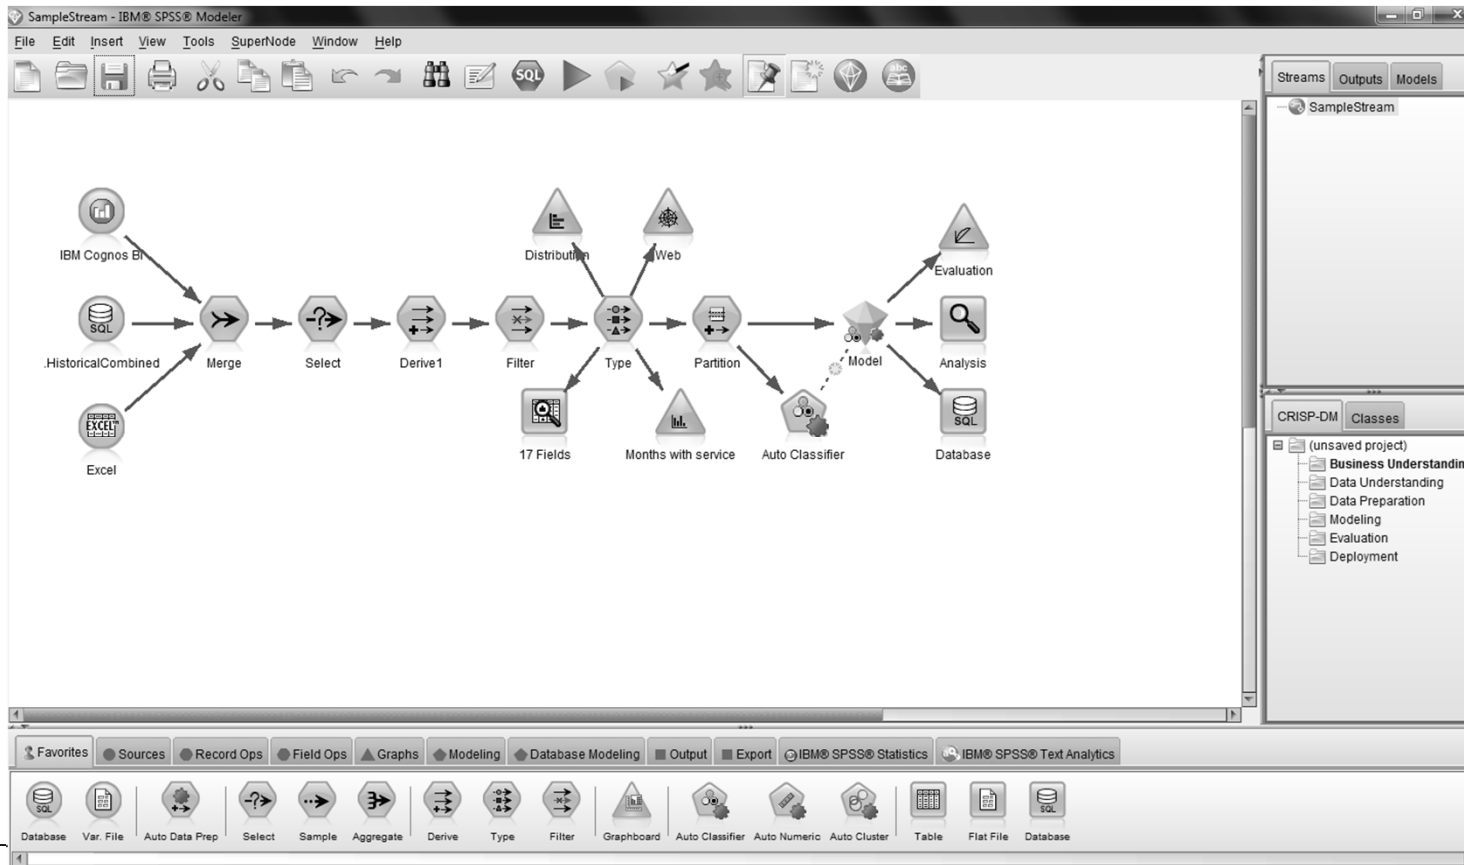 SampleStream - IBM® SPSS® Modeler
File Edit Insert View Tools SuperNode Window Help
SQL
abc
Streams Outputs Models
SampleStream
IBM Cognos BI
Distribution
Web
Evaluation
SQL
.HistoricalCombined
Merge
Select
Derive1
Filter
Type
Partition
Model
Analysis
EXCEL
Excel
17 Fields
Months with service
Auto Classifier
SQL
Database
CRISP-DM Classes
(unsaved project)
Business Understandin
Data Understanding
Data Preparation
Modeling
Evaluation
Deployment
Favorites Sources Record Ops Field Ops Graphs Modeling Database Modeling Output Export IBM® SPSS® Statistics IBM® SPSS® Text Analytics
SQL SQL
Database Var. File Auto Data Prep Select Sample Aggregate Derive Type Filter Graphboard Auto Classifier Auto Numeric Auto Cluster Table Flat File Database